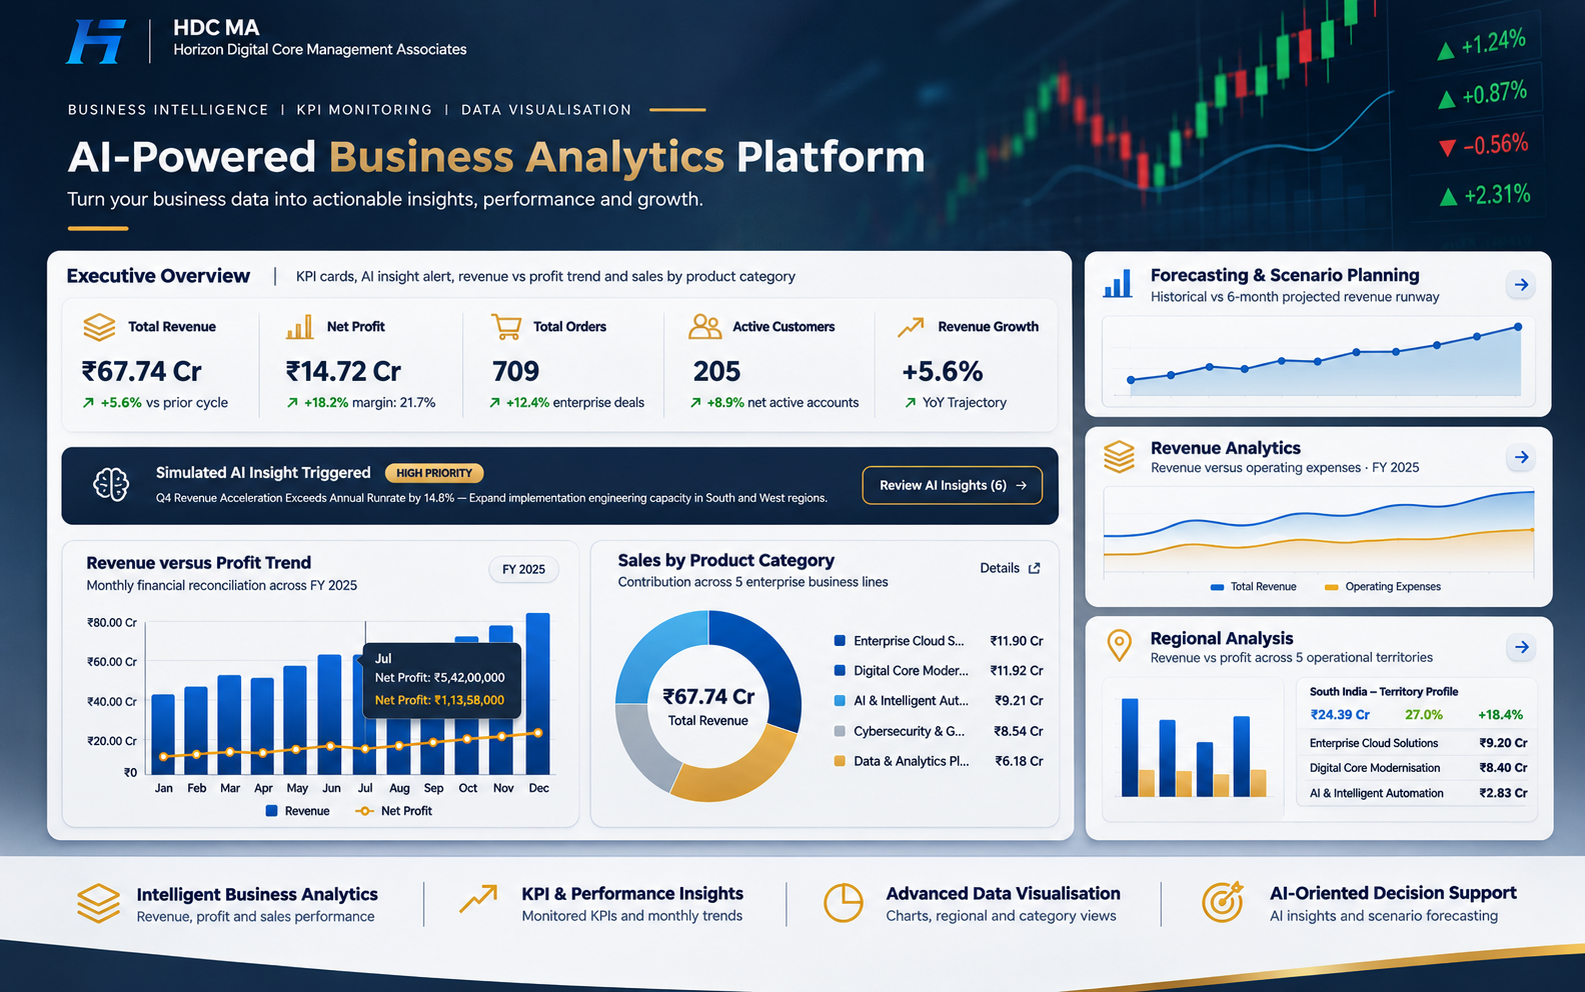 HDC MA
Horizon Digital Core Management Associates
BUSINESS INTELLIGENCE | KPI MONITORING | DATA VISUALISATION
AI-Powered Business Analytics Platform
Turn your business data into actionable insights, performance and growth.
▲ +1.24%
▲ +0.87%
▼ −0.56%
▲ +2.31%
Executive Overview | KPI cards, AI insight alert, revenue vs profit trend and sales by product category
Total Revenue
₹67.74 Cr
↗ +5.6% vs prior cycle
Net Profit
₹14.72 Cr
↗ +18.2% margin: 21.7%
Total Orders
709
↗ +12.4% enterprise deals
Active Customers
205
↗ +8.9% net active accounts
Revenue Growth
+5.6%
↗ YoY Trajectory
Simulated AI Insight Triggered HIGH PRIORITY
Q4 Revenue Acceleration Exceeds Annual Runrate by 14.8% — Expand implementation engineering capacity in South and West regions.
Review AI Insights (6) →
Revenue versus Profit Trend
Monthly financial reconciliation across FY 2025
FY 2025
₹80.00 Cr
₹60.00 Cr
₹40.00 Cr
₹20.00 Cr
₹0
Jul
Net Profit: ₹5,42,00,000
Net Profit: ₹1,13,58,000
Jan Feb Mar Apr May Jun Jul Aug Sep Oct Nov Dec
Revenue Net Profit
Sales by Product Category
Contribution across 5 enterprise business lines
Details
₹67.74 Cr
Total Revenue
Enterprise Cloud S... ₹11.90 Cr
Digital Core Moder... ₹11.92 Cr
AI & Intelligent Aut... ₹9.21 Cr
Cybersecurity & G... ₹8.54 Cr
Data & Analytics Pl... ₹6.18 Cr
Forecasting & Scenario Planning
Historical vs 6-month projected revenue runway
Revenue Analytics
Revenue versus operating expenses · FY 2025
Total Revenue Operating Expenses
Regional Analysis
Revenue vs profit across 5 operational territories
South India – Territory Profile
₹24.39 Cr 27.0% +18.4%
Enterprise Cloud Solutions ₹9.20 Cr
Digital Core Modernisation ₹8.40 Cr
AI & Intelligent Automation ₹2.83 Cr
Intelligent Business Analytics
Revenue, profit and sales performance
KPI & Performance Insights
Monitored KPIs and monthly trends
Advanced Data Visualisation
Charts, regional and category views
AI-Oriented Decision Support
AI insights and scenario forecasting